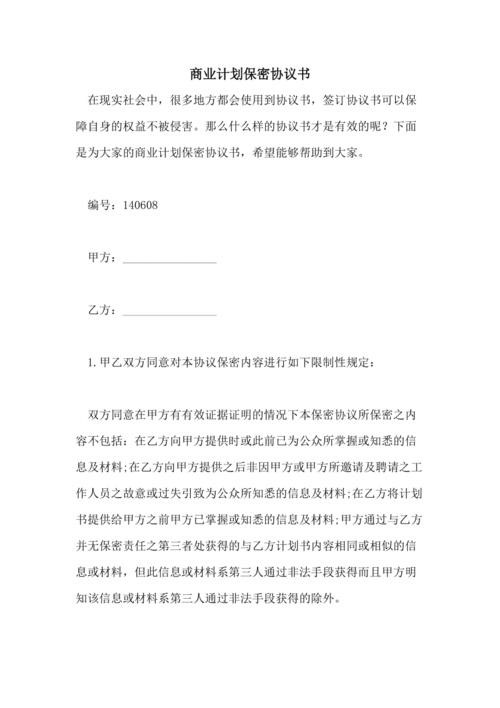 商业计划保密协议书
在现实社会中，很多地方都会使用到协议书，签订协议书可以保
障自身的权益不被侵害。那么什么样的协议书才是有效的呢？下面
是为大家的商业计划保密协议书，希望能够帮助到大家。
编号：140608
甲方：________________
乙方：________________
1.甲乙双方同意对本协议保密内容进行如下限制性规定：
双方同意在甲方有有效证据证明的情况下本保密协议所保密之内
容不包括：在乙方向甲方提供时或此前已为公众所掌握或知悉的信
息及材料;在乙方向甲方提供之后非因甲方或甲方所邀请及聘请之工
作人员之故意或过失引致为公众所知悉的信息及材料;在乙方将计划
书提供给甲方之前甲方已掌握或知悉的信息及材料;甲方通过与乙方
并无保密责任之第三者处获得的与乙方计划书内容相同或相似的信
息或材料，但此信息或材料系第三人通过非法手段获得而且甲方明
知该信息或材料系第三人通过非法手段获得的除外。